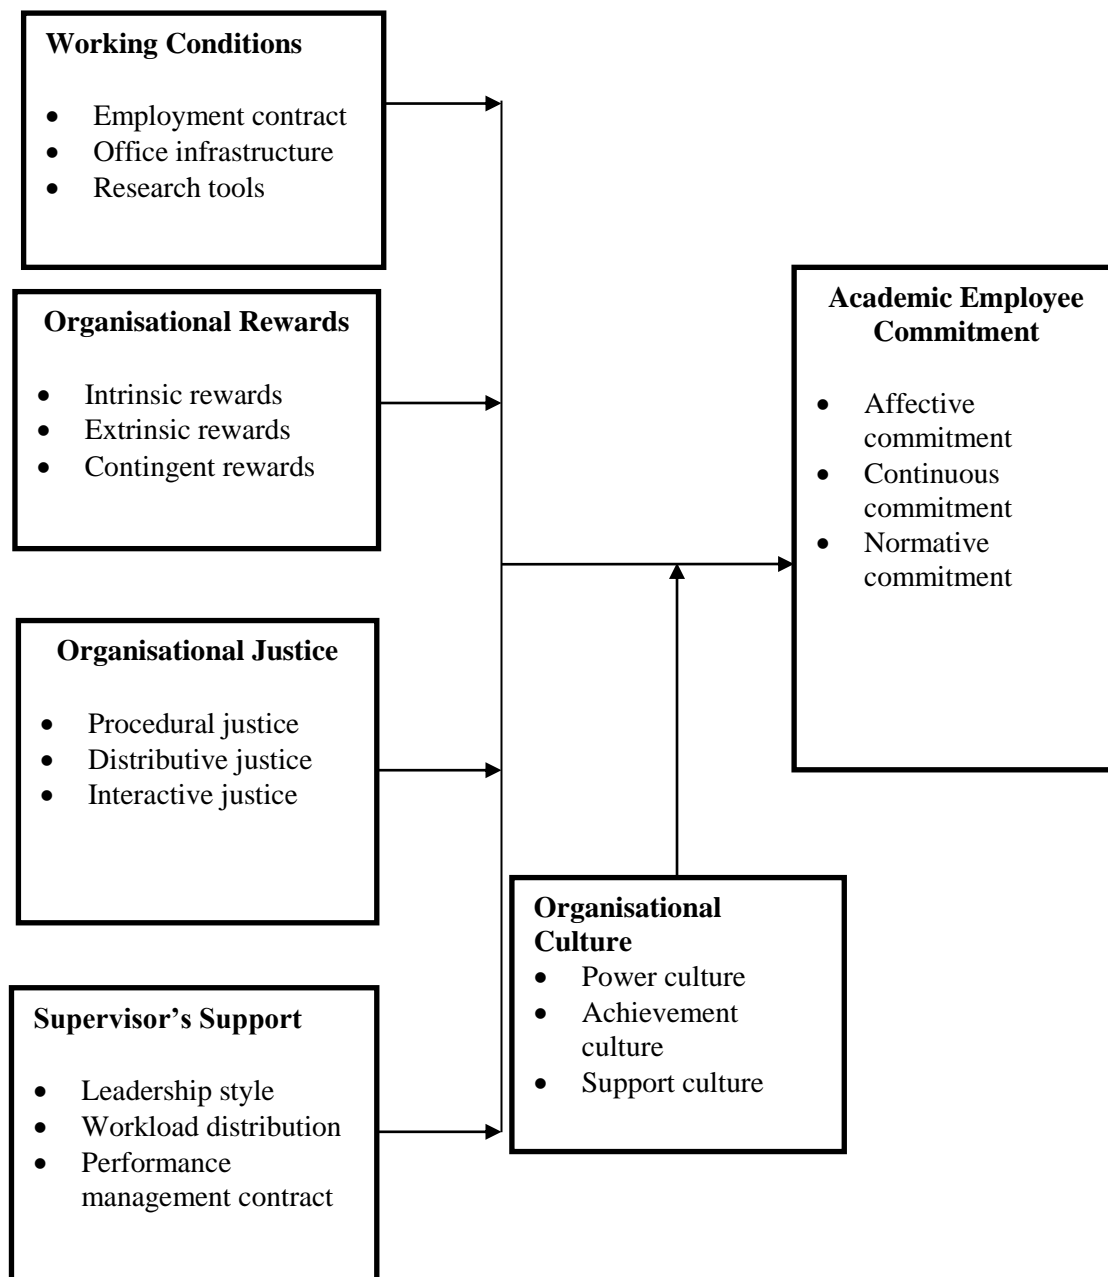 Working Conditions
• Employment contract
• Office infrastructure
• Research tools
Organisational Rewards
• Intrinsic rewards
• Extrinsic rewards
• Contingent rewards
Organisational Justice
• Procedural justice
• Distributive justice
• Interactive justice
Supervisor’s Support
• Leadership style
• Workload distribution
• Performance
management contract
Organisational
Culture
• Power culture
• Achievement
culture
• Support culture
Academic Employee
Commitment
• Affective
commitment
• Continuous
commitment
• Normative
commitment